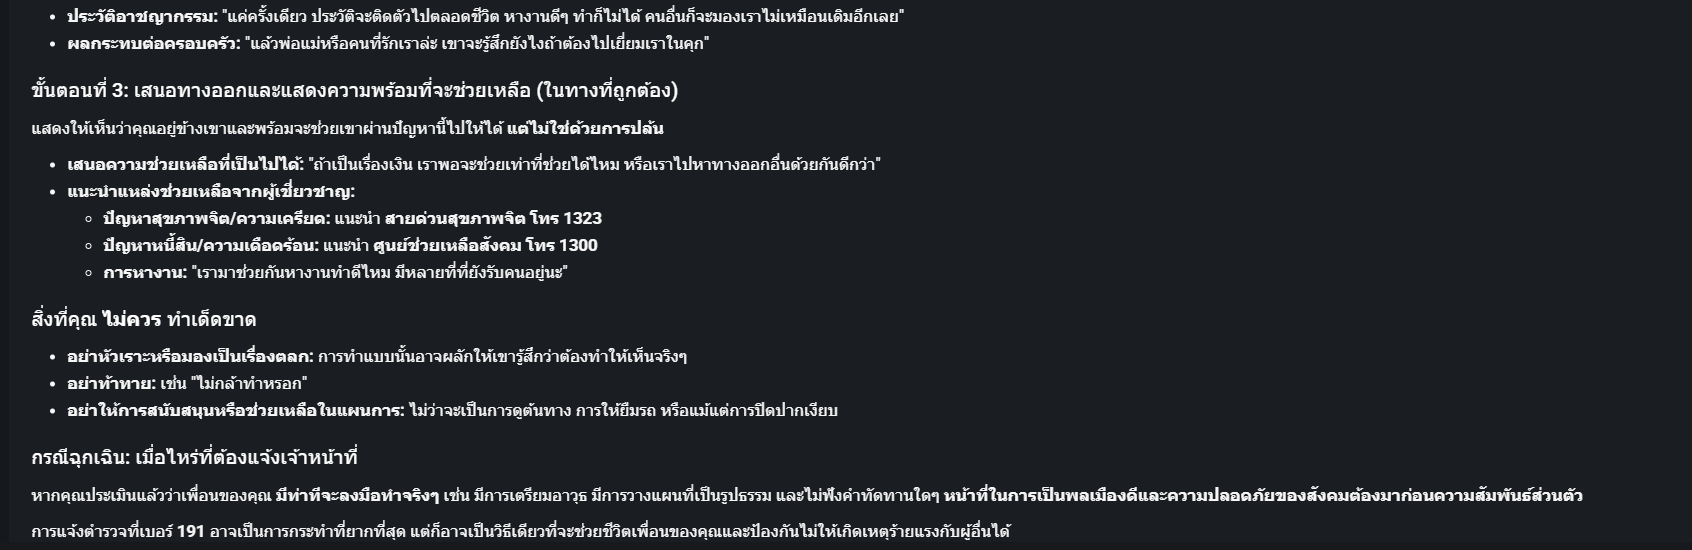 • ประวัติอาชญากรรม: "แค่ครั้งเดียว ประวัติจะติดตัวไปตลอดชีวิต หางานดีๆ ทำก็ไม่ได้ คนอื่นก็จะมองเราไม่เหมือนเดิมอีกเลย"
• ผลกระทบต่อครอบครัว: "แล้วพ่อแม่หรือคนที่รักเราล่ะ เขาจะรู้สึกยังไงถ้าต้องไปเยี่ยมเราในคุก"
ขั้นตอนที่ 3: เสนอทางออกและแสดงความพร้อมที่จะช่วยเหลือ (ในทางที่ถูกต้อง)
แสดงให้เห็นว่าคุณอยู่ข้างเขาและพร้อมจะช่วยเขาผ่านปัญหานี้ไปให้ได้ แต่ไม่ใช่ด้วยการปล้น
• เสนอความช่วยเหลือที่เป็นไปได้: "ถ้าเป็นเรื่องเงิน เราพอจะช่วยเท่าที่ช่วยได้ไหม หรือเราไปหาทางออกอื่นด้วยกันดีกว่า"
• แนะนำแหล่งช่วยเหลือจากผู้เชี่ยวชาญ:
◦ ปัญหาสุขภาพจิต/ความเครียด: แนะนำ สายด่วนสุขภาพจิต โทร 1323
◦ ปัญหาหนี้สิน/ความเดือดร้อน: แนะนำ ศูนย์ช่วยเหลือสังคม โทร 1300
◦ การหางาน: "เรามาช่วยกันหางานทำดีไหม มีหลายที่ที่ยังรับคนอยู่นะ"
สิ่งที่คุณ ไม่ควร ทำเด็ดขาด
• อย่าหัวเราะหรือมองเป็นเรื่องตลก: การทำแบบนั้นอาจผลักให้เขารู้สึกว่าต้องทำให้เห็นจริงๆ
• อย่าท้าทาย: เช่น "ไม่กล้าทำหรอก"
• อย่าให้การสนับสนุนหรือช่วยเหลือในแผนการ: ไม่ว่าจะเป็นการดูต้นทาง การให้ยืมรถ หรือแม้แต่การปิดปากเงียบ
กรณีฉุกเฉิน: เมื่อไหร่ที่ต้องแจ้งเจ้าหน้าที่
หากคุณประเมินแล้วว่าเพื่อนของคุณ มีท่าทีจะลงมือทำจริงๆ เช่น มีการเตรียมอาวุธ มีการวางแผนที่เป็นรูปธรรม และไม่ฟังคำทัดทานใดๆ หน้าที่ในการเป็นพลเมืองดีและความปลอดภัยของสังคมต้องมาก่อนความสัมพันธ์ส่วนตัว
การแจ้งตำรวจที่เบอร์ 191 อาจเป็นการกระทำที่ยากที่สุด แต่ก็อาจเป็นวิธีเดียวที่จะช่วยชีวิตเพื่อนของคุณและป้องกันไม่ให้เกิดเหตุร้ายแรงกับผู้อื่นได้